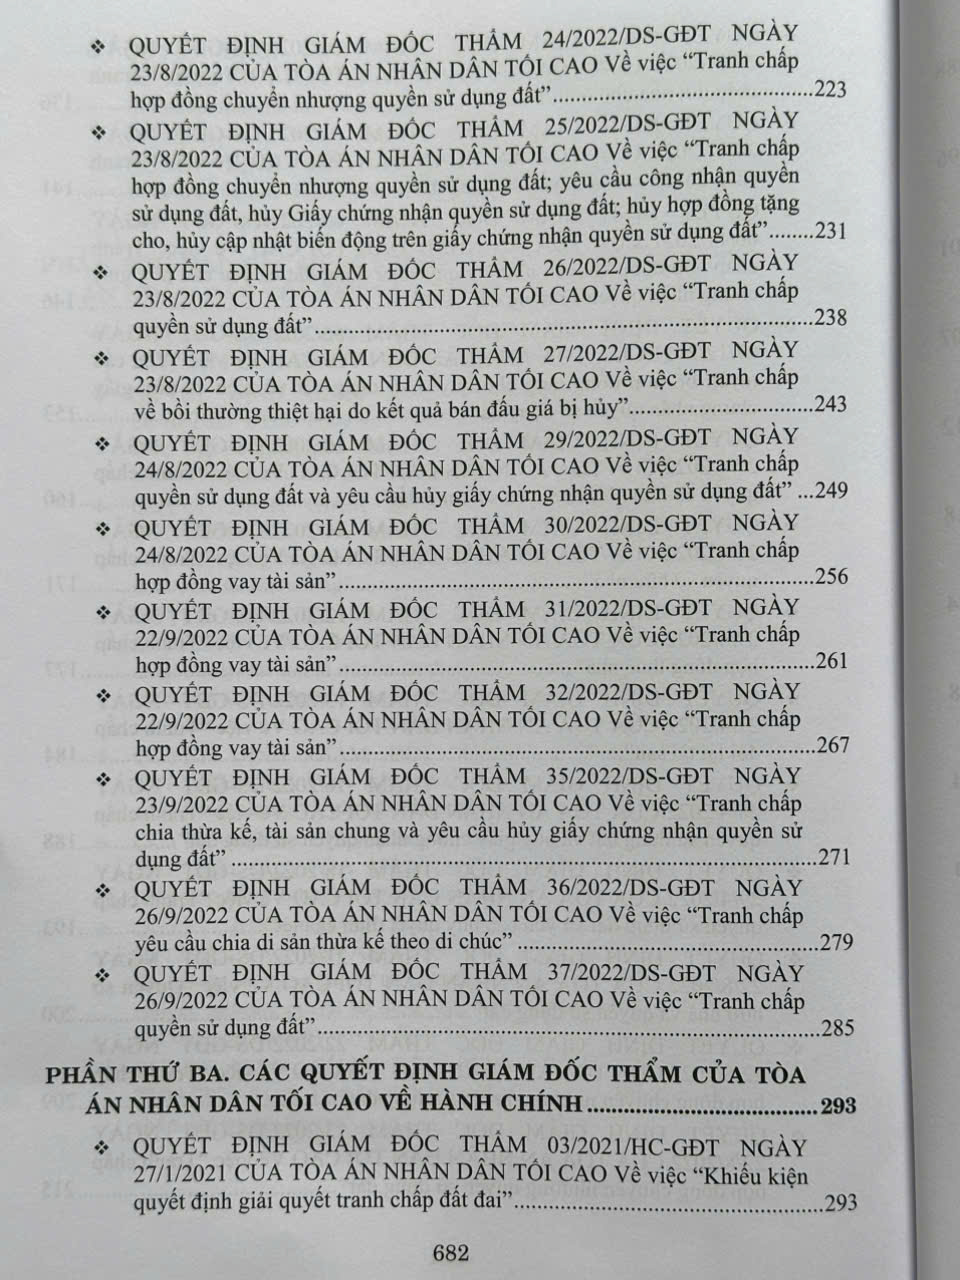 ❖ QUYẾT ĐỊNH GIÁM ĐỐC THẨM 24/2022/DS-GĐT NGÀY
23/8/2022 CỦA TÒA ÁN NHÂN DÂN TỐI CAO Về việc “Tranh chấp
hợp đồng chuyển nhượng quyền sử dụng đất”.....223
❖ QUYẾT ĐỊNH GIÁM ĐỐC THẨM 25/2022/DS-GĐT NGÀY
23/8/2022 CỦA TÒA ÁN NHÂN DÂN TỐI CAO Về việc “Tranh chấp
hợp đồng chuyển nhượng quyền sử dụng đất; yêu cầu công nhận quyền
sử dụng đất, hủy Giấy chứng nhận quyền sử dụng đất; hủy hợp đồng tặng
cho, hủy cập nhật biến động trên giấy chứng nhận quyền sử dụng đất”........231
❖ QUYẾT ĐỊNH GIÁM ĐỐC THẨM 26/2022/DS-GĐT NGÀY
23/8/2022 CỦA TÒA ÁN NHÂN DÂN TỐI CAO Về việc “Tranh chấp
quyền sử dụng đất”.....238
❖ QUYẾT ĐỊNH GIÁM ĐỐC THẨM 27/2022/DS-GĐT NGÀY
23/8/2022 CỦA TÒA ÁN NHÂN DÂN TỐI CAO Về việc “Tranh chấp
về bồi thường thiệt hại do kết quả bán đấu giá bị hủy”.....243
❖ QUYẾT ĐỊNH GIÁM ĐỐC THẨM 29/2022/DS-GĐT NGÀY
24/8/2022 CỦA TÒA ÁN NHÂN DÂN TỐI CAO Về việc “Tranh chấp
quyền sử dụng đất và yêu cầu hủy giấy chứng nhận quyền sử dụng đất” ...249
❖ QUYẾT ĐỊNH GIÁM ĐỐC THẨM 30/2022/DS-GĐT NGÀY
24/8/2022 CỦA TÒA ÁN NHÂN DÂN TỐI CAO Về việc “Tranh chấp
hợp đồng vay tài sản”.....256
❖ QUYẾT ĐỊNH GIÁM ĐỐC THẨM 31/2022/DS-GĐT NGÀY
22/9/2022 CỦA TÒA ÁN NHÂN DÂN TỐI CAO Về việc “Tranh chấp
hợp đồng vay tài sản”.....261
❖ QUYẾT ĐỊNH GIÁM ĐỐC THẨM 32/2022/DS-GĐT NGÀY
22/9/2022 CỦA TÒA ÁN NHÂN DÂN TỐI CAO Về việc “Tranh chấp
hợp đồng vay tài sản”.....267
❖ QUYẾT ĐỊNH GIÁM ĐỐC THẨM 35/2022/DS-GĐT NGÀY
23/9/2022 CỦA TÒA ÁN NHÂN DÂN TỐI CAO Về việc “Tranh chấp
chia thừa kế, tài sản chung và yêu cầu hủy giấy chứng nhận quyền sử
dụng đất”.....271
❖ QUYẾT ĐỊNH GIÁM ĐỐC THẨM 36/2022/DS-GĐT NGÀY
26/9/2022 CỦA TÒA ÁN NHÂN DÂN TỐI CAO Về việc “Tranh chấp
yêu cầu chia di sản thừa kế theo di chúc”.....279
❖ QUYẾT ĐỊNH GIÁM ĐỐC THẨM 37/2022/DS-GĐT NGÀY
26/9/2022 CỦA TÒA ÁN NHÂN DÂN TỐI CAO Về việc “Tranh chấp
quyền sử dụng đất”.....285
PHẦN THỨ BA. CÁC QUYẾT ĐỊNH GIÁM ĐỐC THẨM CỦA TÒA
ÁN NHÂN DÂN TỐI CAO VỀ HÀNH CHÍNH.....293
❖ QUYẾT ĐỊNH GIÁM ĐỐC THẨM 03/2021/HC-GĐT NGÀY
27/1/2021 CỦA TÒA ÁN NHÂN DÂN TỐI CAO Về việc “Khiếu kiện
quyết định giải quyết tranh chấp đất đai”.....293
682